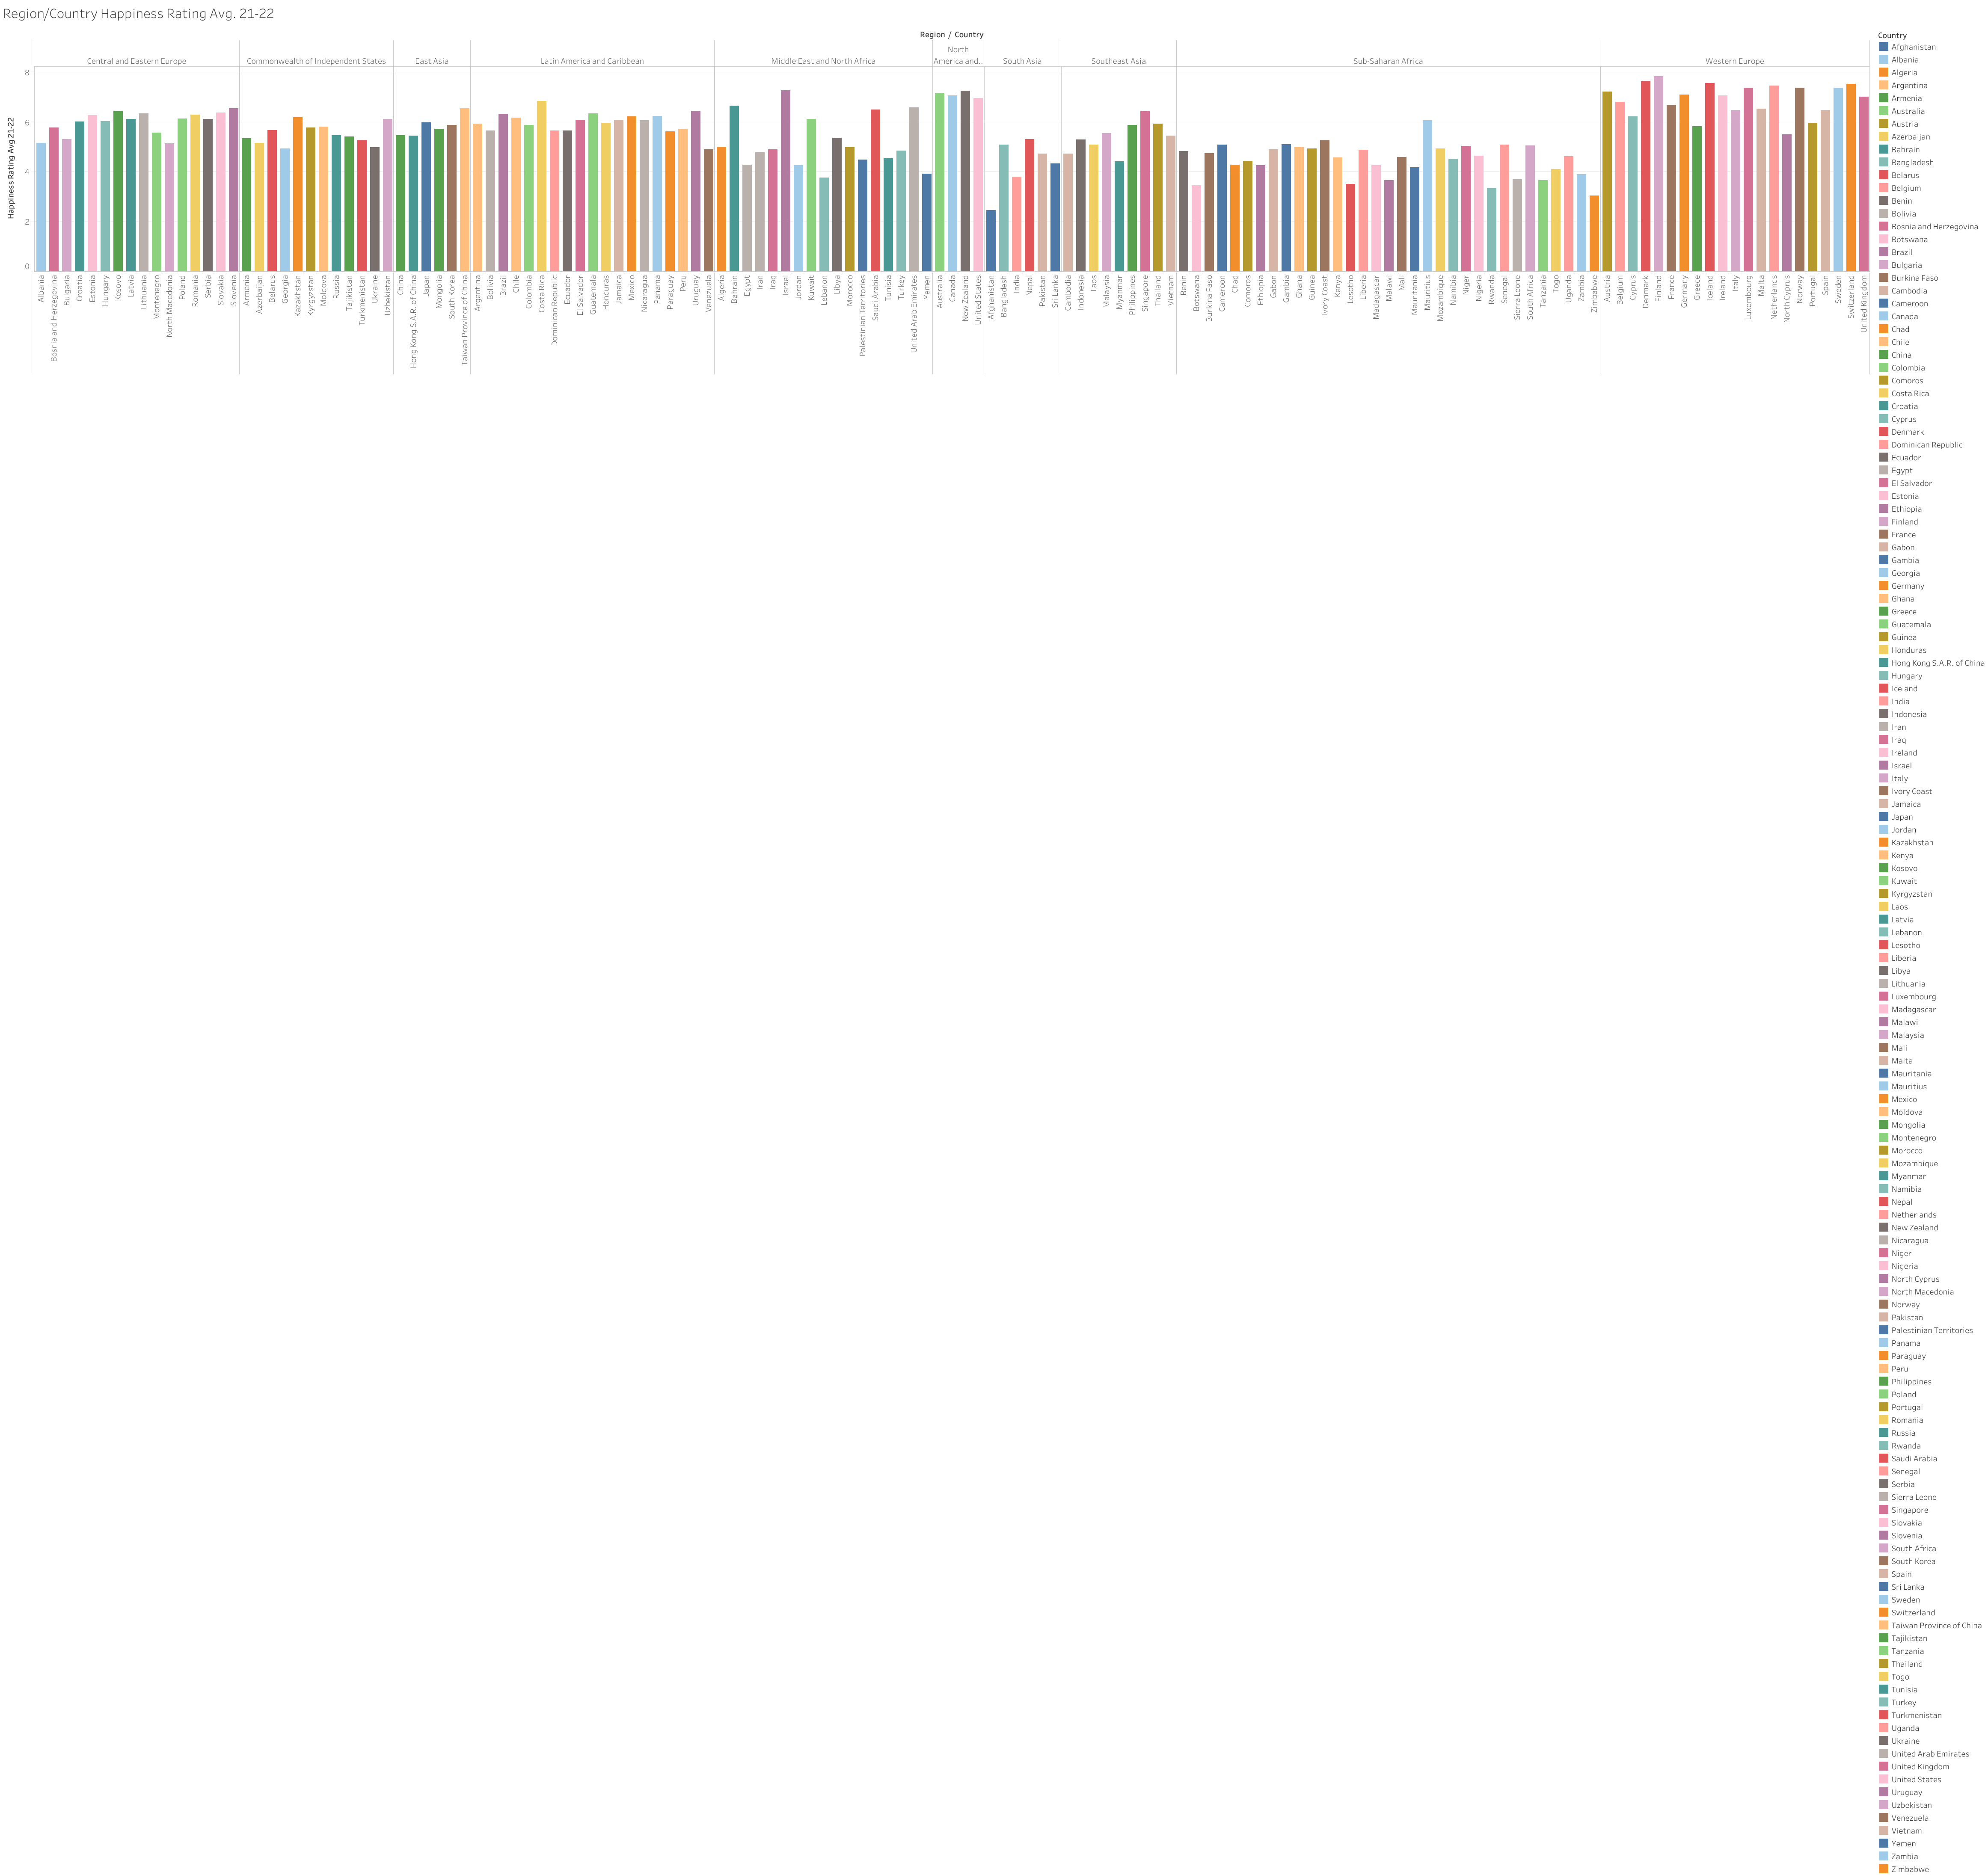 Region/Country Happiness Rating Avg. 21-22
Region / Country
North
Central and Eastern Europe
Commonwealth of Independent States
East Asia
Latin America and Caribbean
Middle East and North Africa
America and..
South Asia
Southeast Asia
Sub-Saharan Africa
Western Europe
Happiness Rating Avg 21-22
8
6
4
2
0
Albania
Bosnia and Herzegovina
Bulgaria
Croatia
Estonia
Hungary
Kosovo
Latvia
Lithuania
Montenegro
North Macedonia
Poland
Romania
Serbia
Slovakia
Slovenia
Armenia
Azerbaijan
Belarus
Georgia
Kazakhstan
Kyrgyzstan
Moldova
Russia
Tajikistan
Turkmenistan
Ukraine
Uzbekistan
China
Hong Kong S.A.R. of China
Japan
Mongolia
South Korea
Taiwan Province of China
Argentina
Bolivia
Brazil
Chile
Colombia
Costa Rica
Dominican Republic
Ecuador
El Salvador
Guatemala
Honduras
Jamaica
Mexico
Nicaragua
Panama
Paraguay
Peru
Uruguay
Venezuela
Algeria
Bahrain
Egypt
Iran
Iraq
Israel
Jordan
Kuwait
Lebanon
Libya
Morocco
Palestinian Territories
Saudi Arabia
Tunisia
Turkey
United Arab Emirates
Yemen
Australia
Canada
New Zealand
United States
Afghanistan
Bangladesh
India
Nepal
Pakistan
Sri Lanka
Cambodia
Indonesia
Laos
Malaysia
Myanmar
Philippines
Singapore
Thailand
Vietnam
Benin
Botswana
Burkina Faso
Cameroon
Chad
Comoros
Ethiopia
Gabon
Gambia
Ghana
Guinea
Ivory Coast
Kenya
Lesotho
Liberia
Madagascar
Malawi
Mali
Mauritania
Mauritius
Mozambique
Namibia
Niger
Nigeria
Rwanda
Senegal
Sierra Leone
South Africa
Tanzania
Togo
Uganda
Zambia
Zimbabwe
Austria
Belgium
Cyprus
Denmark
Finland
France
Germany
Greece
Iceland
Ireland
Italy
Luxembourg
Malta
Netherlands
North Cyprus
Norway
Portugal
Spain
Sweden
Switzerland
United Kingdom
Country
Afghanistan
Albania
Algeria
Argentina
Armenia
Australia
Austria
Azerbaijan
Bahrain
Bangladesh
Belarus
Belgium
Benin
Bolivia
Bosnia and Herzegovina
Botswana
Brazil
Bulgaria
Burkina Faso
Cambodia
Cameroon
Canada
Chad
Chile
China
Colombia
Comoros
Costa Rica
Croatia
Cyprus
Denmark
Dominican Republic
Ecuador
Egypt
El Salvador
Estonia
Ethiopia
Finland
France
Gabon
Gambia
Georgia
Germany
Ghana
Greece
Guatemala
Guinea
Honduras
Hong Kong S.A.R. of China
Hungary
Iceland
India
Indonesia
Iran
Iraq
Ireland
Israel
Italy
Ivory Coast
Jamaica
Japan
Jordan
Kazakhstan
Kenya
Kosovo
Kuwait
Kyrgyzstan
Laos
Latvia
Lebanon
Lesotho
Liberia
Libya
Lithuania
Luxembourg
Madagascar
Malawi
Malaysia
Mali
Malta
Mauritania
Mauritius
Mexico
Moldova
Mongolia
Montenegro
Morocco
Mozambique
Myanmar
Namibia
Nepal
Netherlands
New Zealand
Nicaragua
Niger
Nigeria
North Cyprus
North Macedonia
Norway
Pakistan
Palestinian Territories
Panama
Paraguay
Peru
Philippines
Poland
Portugal
Romania
Russia
Rwanda
Saudi Arabia
Senegal
Serbia
Sierra Leone
Singapore
Slovakia
Slovenia
South Africa
South Korea
Spain
Sri Lanka
Sweden
Switzerland
Taiwan Province of China
Tajikistan
Tanzania
Thailand
Togo
Tunisia
Turkey
Turkmenistan
Uganda
Ukraine
United Arab Emirates
United Kingdom
United States
Uruguay
Uzbekistan
Venezuela
Vietnam
Yemen
Zambia
Zimbabwe